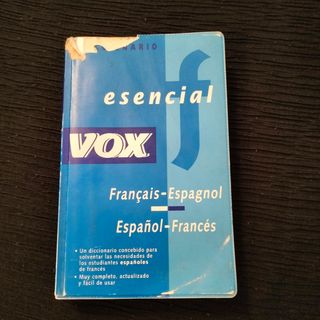 NARIO
esencial
f
VOX
Français-Espagnol
Español-Francés
• Un diccionario concebido para
solventar las necesidades de
los estudiantes españoles
de francés
• Muy completo, actualizado
y fácil de usar